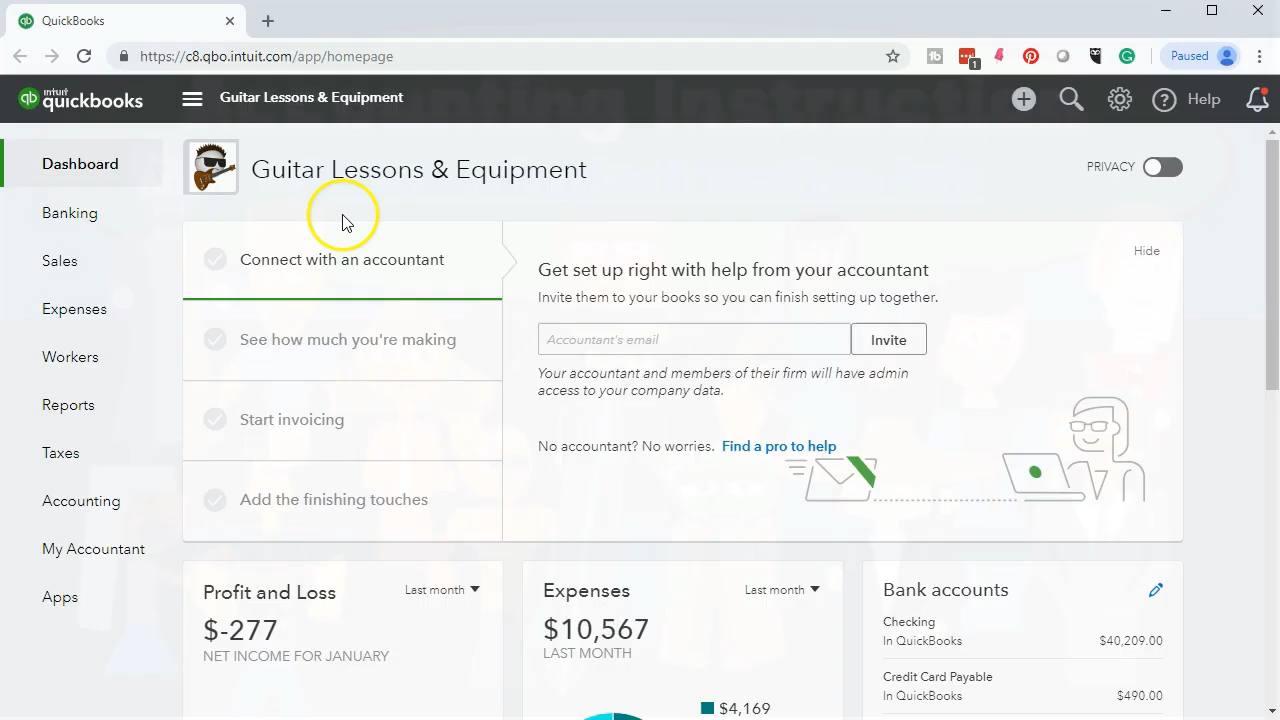 QuickBooks
https://c8.qbo.intuit.com/app/homepage
1
Paused
intuit
quickbooks
Guitar Lessons & Equipment
Help
Guitar Lessons & Equipment
PRIVACY
Dashboard
Banking
Sales
Expenses
Workers
Reports
Taxes
Accounting
My Accountant
Apps
Connect with an accountant
See how much you're making
Start invoicing
Add the finishing touches
Hide
Get set up right with help from your accountant
Invite them to your books so you can finish setting up together.
Accountant's email
Invite
Your accountant and members of their firm will have admin
access to your company data.
No accountant? No worries. Find a pro to help
Profit and Loss
Last month
$-277
NET INCOME FOR JANUARY
Expenses
Last month
$10,567
LAST MONTH
$4,169
Bank accounts
Checking
In QuickBooks
$40,209.00
Credit Card Payable
In QuickBooks
$490.00